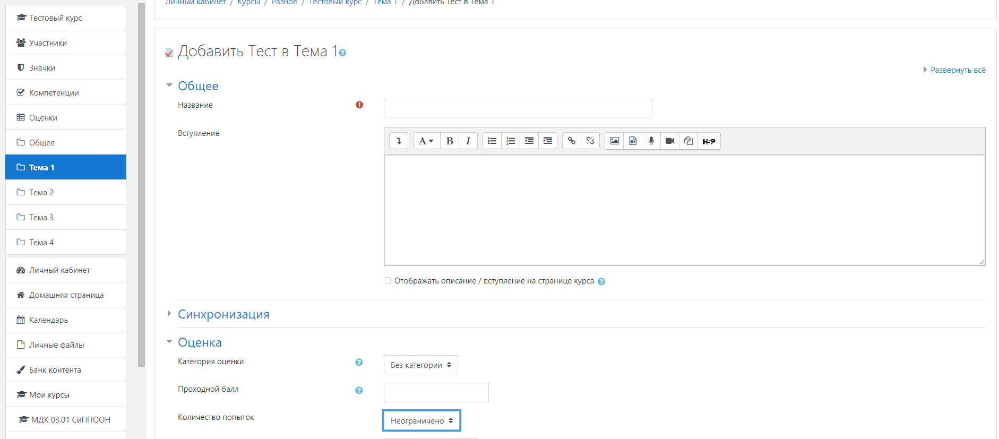 Личный кабинет / Курсы / Разное / Тестовый курс / Тема 1 / Добавить Тест в Тема 1
Тестовый курс
Участники
Значки
Компетенции
Оценки
Общее
Тема 1
Тема 2
Тема 3
Тема 4
Личный кабинет
Домашняя страница
Календарь
Личные файлы
Банк контента
Мои курсы
МДК 03.01 СиППООН
Добавить Тест в Тема 1
Развернуть всё
Общее
Название
Вступление
A B I
H5P
Отображать описание / вступление на странице курса
Синхронизация
Оценка
Категория оценки
Без категории
Проходной балл
Количество попыток
Неограничено